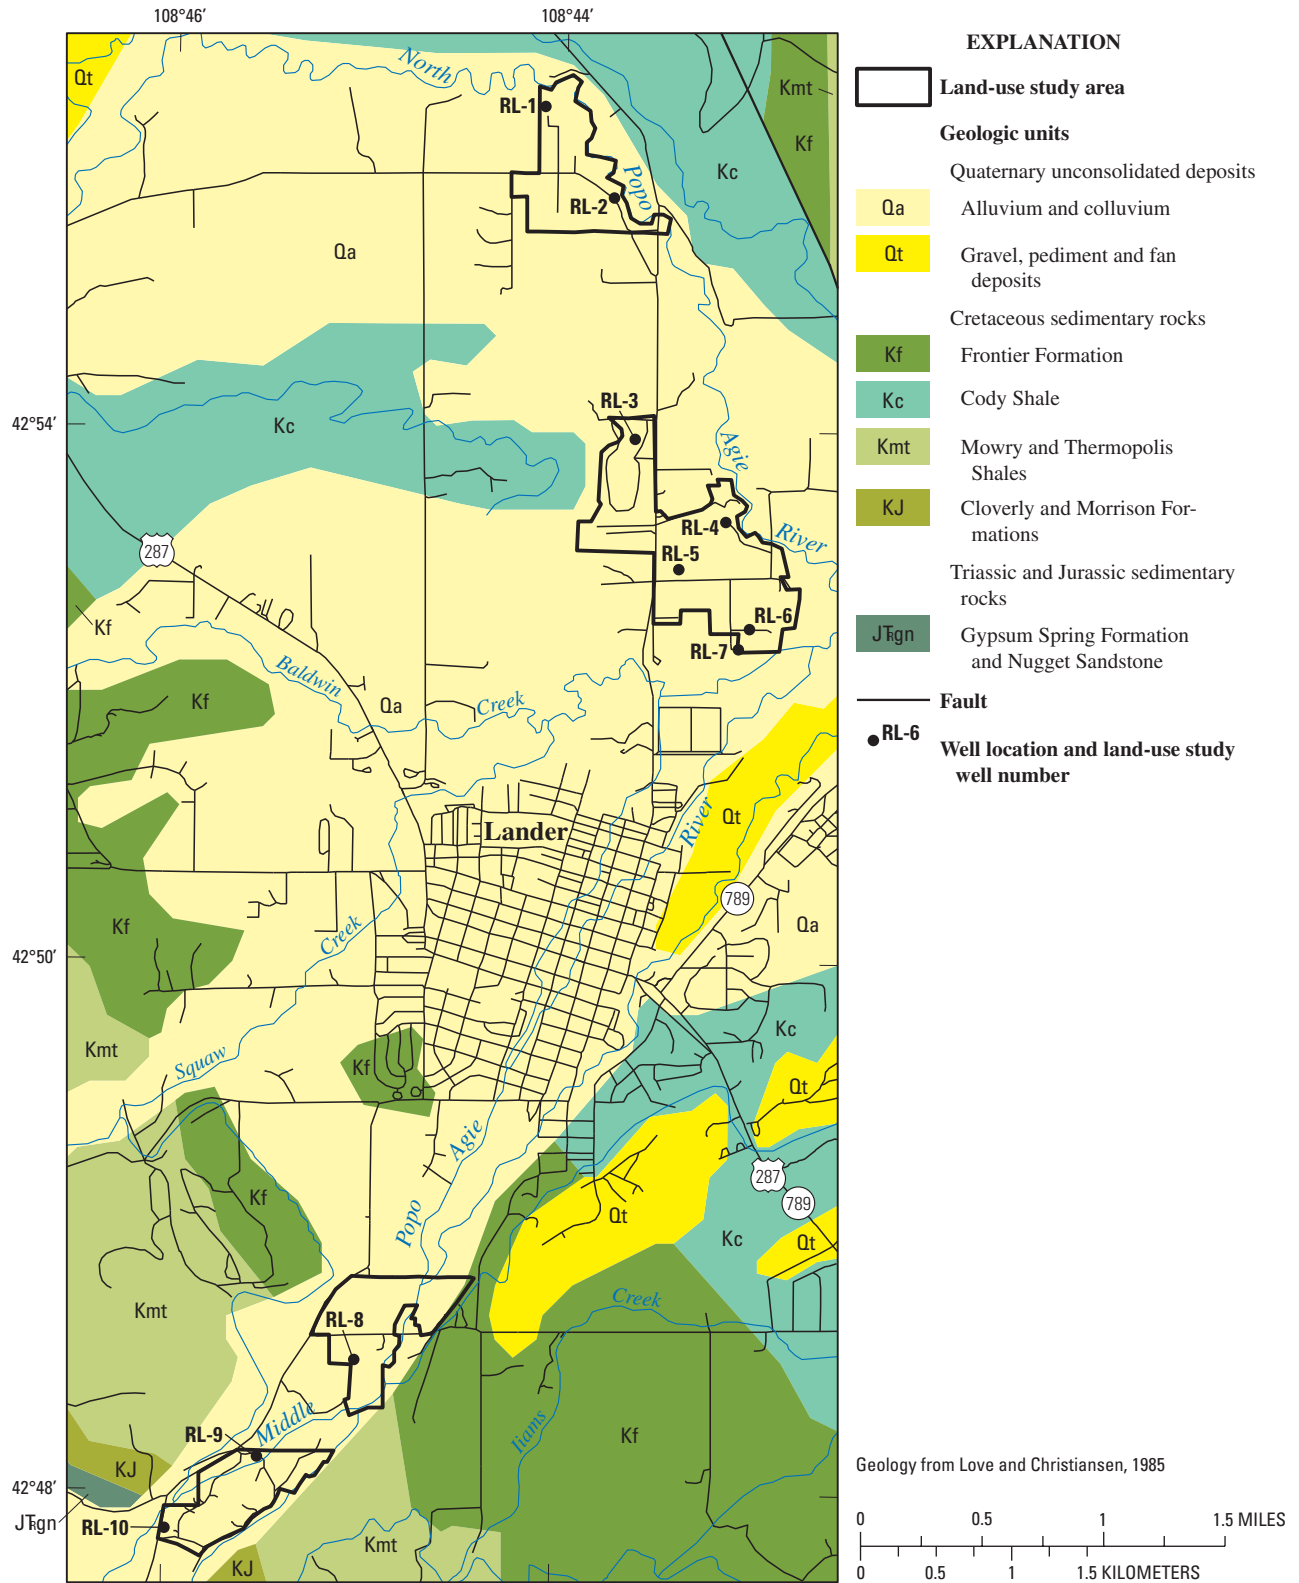 108°46′
108°44′
Qt
North
Kmt
RL-1
Kf
Kc
Popo
RL-2
Qa
RL-3
42°54′
Kc
Agie
RL-4
River
287
RL-5
RL-6
Kf
RL-7
Baldwin
Kf
Qa
Creek
Qt
River
Lander
789
Kf
Qa
Creek
42°50′
Kc
Kmt
Squaw
Kf
Qt
Agie
287
Kf
789
Popo
Qt
Kc
Qt
Creek
Kmt
RL-8
Middle
RL-9
Iiams
Kf
KJ
42°48′
JTRgn
RL-10
Kmt
KJ
EXPLANATION
Land-use study area
Geologic units
Quaternary unconsolidated deposits
Qa Alluvium and colluvium
Qt Gravel, pediment and fan
deposits
Cretaceous sedimentary rocks
Kf Frontier Formation
Kc Cody Shale
Kmt Mowry and Thermopolis
Shales
KJ Cloverly and Morrison For-
mations
Triassic and Jurassic sedimentary
rocks
JTRgn Gypsum Spring Formation
and Nugget Sandstone
Fault
RL-6
Well location and land-use study
well number
Geology from Love and Christiansen, 1985
0 0.5 1 1.5 MILES
0 0.5 1 1.5 KILOMETERS